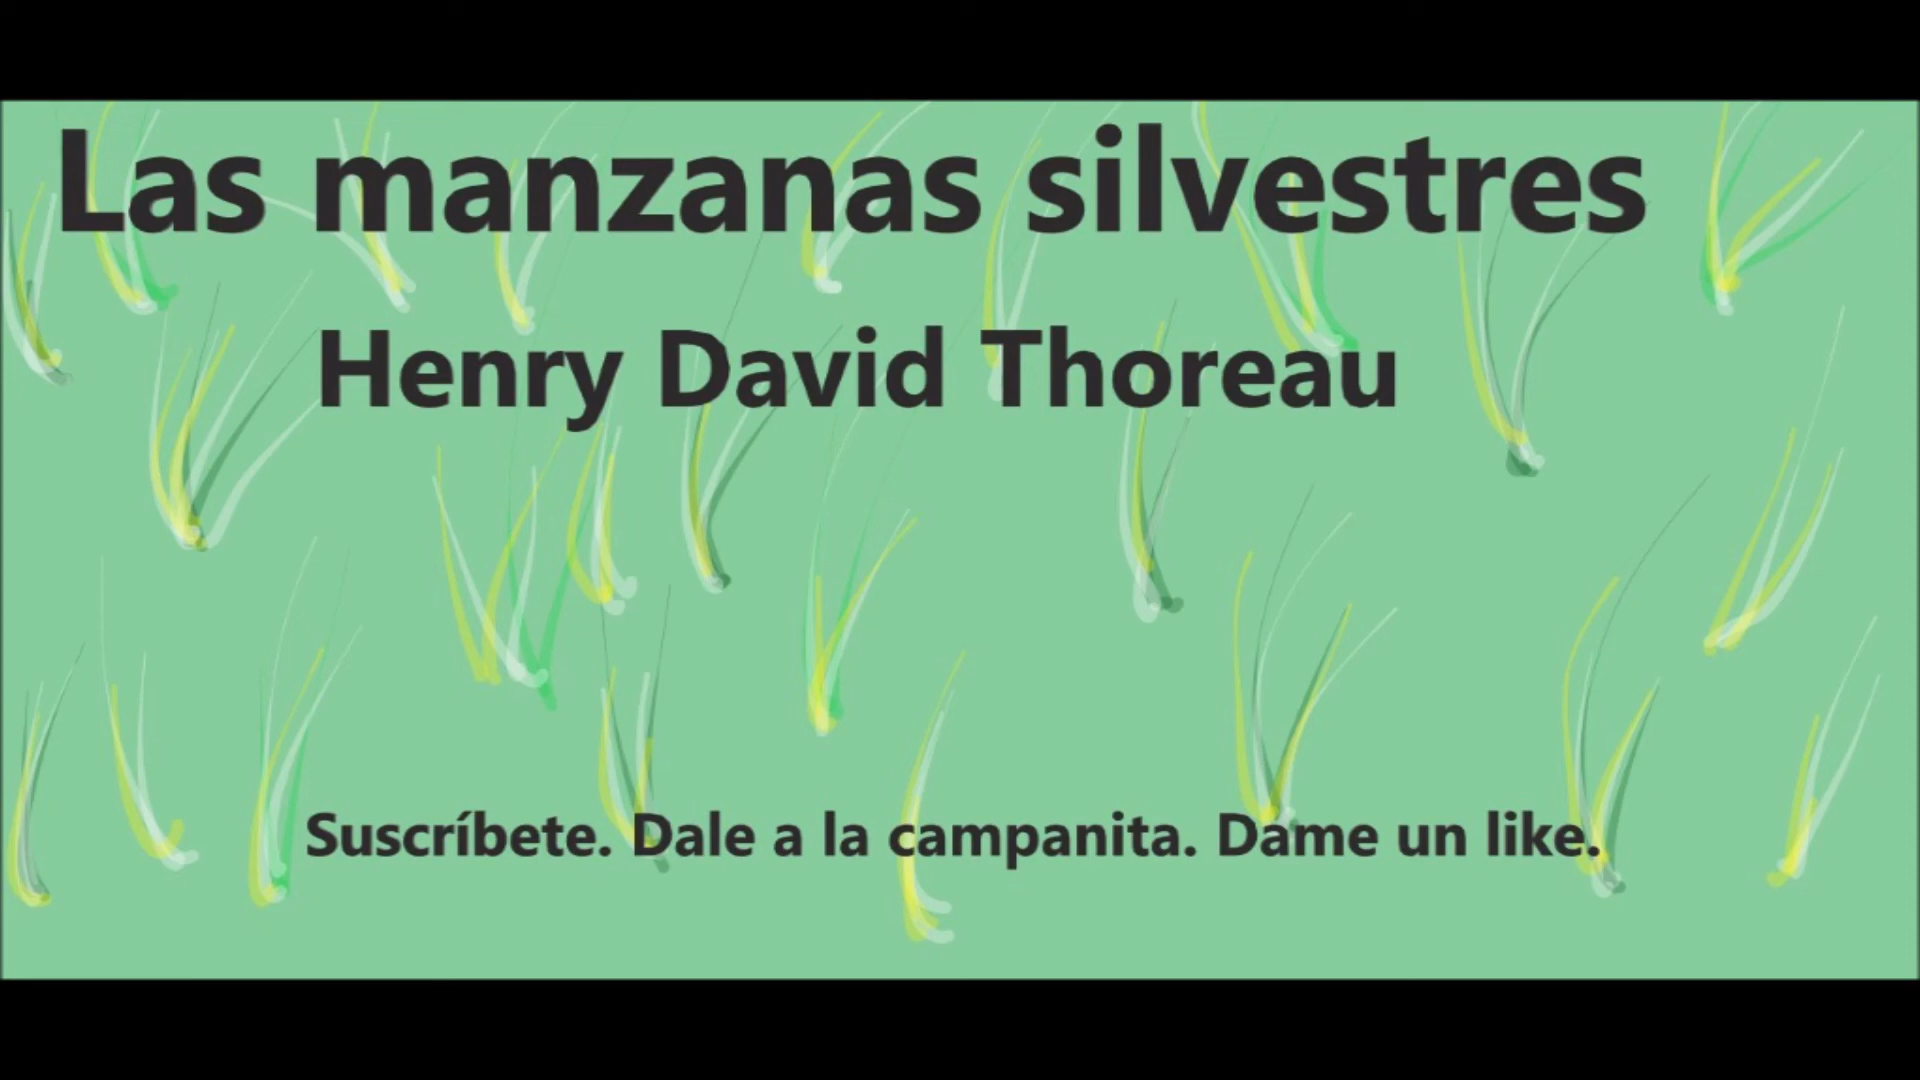 Las manzanas silvestres
Henry David Thoreau
Suscríbete. Dale a la campanita. Dame un like.